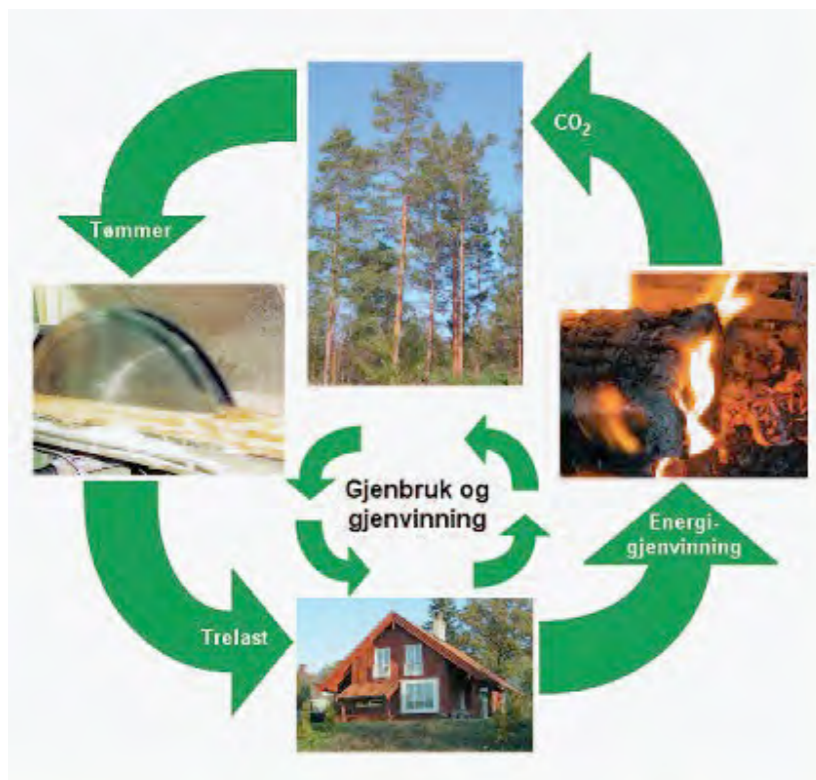 CO₂
Tømmer
Gjenbruk og
gjenvinning
Energi-
gjenvinning
Trelast